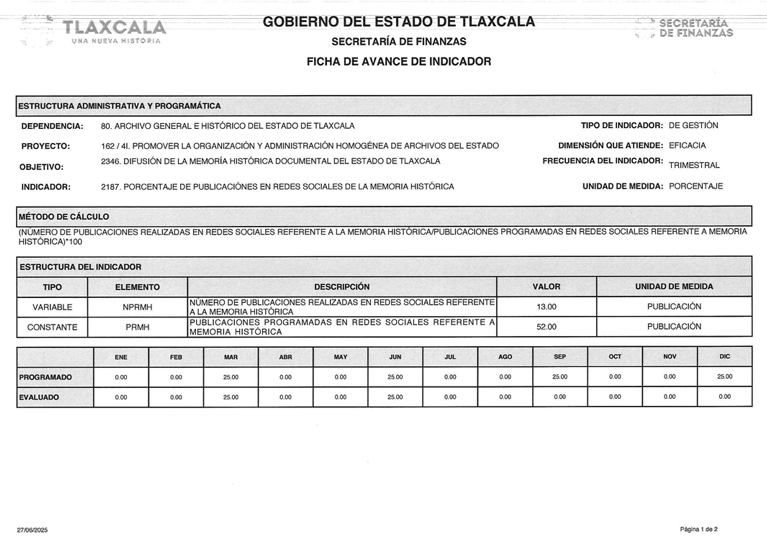 TLAXCALA
UNA NUEVA HISTORIA
GOBIERNO DEL ESTADO DE TLAXCALA
SECRETARÍA DE FINANZAS
FICHA DE AVANCE DE INDICADOR
SECRETARÍA
DE FINANZAS
ESTRUCTURA ADMINISTRATIVA Y PROGRAMÁTICA
DEPENDENCIA: 80. ARCHIVO GENERAL E HISTÓRICO DEL ESTADO DE TLAXCALA TIPO DE INDICADOR: DE GESTIÓN
PROYECTO: 162 / 4I. PROMOVER LA ORGANIZACIÓN Y ADMINISTRACIÓN HOMOGÉNEA DE ARCHIVOS DEL ESTADO DIMENSIÓN QUE ATIENDE: EFICACIA
OBJETIVO: 2346. DIFUSIÓN DE LA MEMORÍA HISTÓRICA DOCUMENTAL DEL ESTADO DE TLAXCALA FRECUENCIA DEL INDICADOR: TRIMESTRAL
INDICADOR: 2187. PORCENTAJE DE PUBLICACIÓNES EN REDES SOCIALES DE LA MEMORIA HISTÓRICA UNIDAD DE MEDIDA: PORCENTAJE
MÉTODO DE CÁLCULO
(NÚMERO DE PUBLICACIONES REALIZADAS EN REDES SOCIALES REFERENTE A LA MEMORIA HISTÓRICA/PUBLICACIONES PROGRAMADAS EN REDES SOCIALES REFERENTE A MEMORIA
HISTÓRICA)*100
ESTRUCTURA DEL INDICADOR
TIPO ELEMENTO DESCRIPCIÓN VALOR UNIDAD DE MEDIDA
VARIABLE NPRMH NÚMERO DE PUBLICACIONES REALIZADAS EN REDES SOCIALES REFERENTE 13.00 PUBLICACIÓN
A LA MEMORIA HISTÓRICA
CONSTANTE PRMH PUBLICACIONES PROGRAMADAS EN REDES SOCIALES REFERENTE A 52.00 PUBLICACIÓN
MEMORIA HISTÓRICA
ENE FEB MAR ABR MAY JUN JUL AGO SEP OCT NOV DIC
PROGRAMADO 0.00 0.00 25.00 0.00 0.00 25.00 0.00 0.00 25.00 0.00 0.00 25.00
EVALUADO 0.00 0.00 25.00 0.00 0.00 25.00 0.00 0.00 0.00 0.00 0.00 0.00
27/06/2025
Página 1 de 2